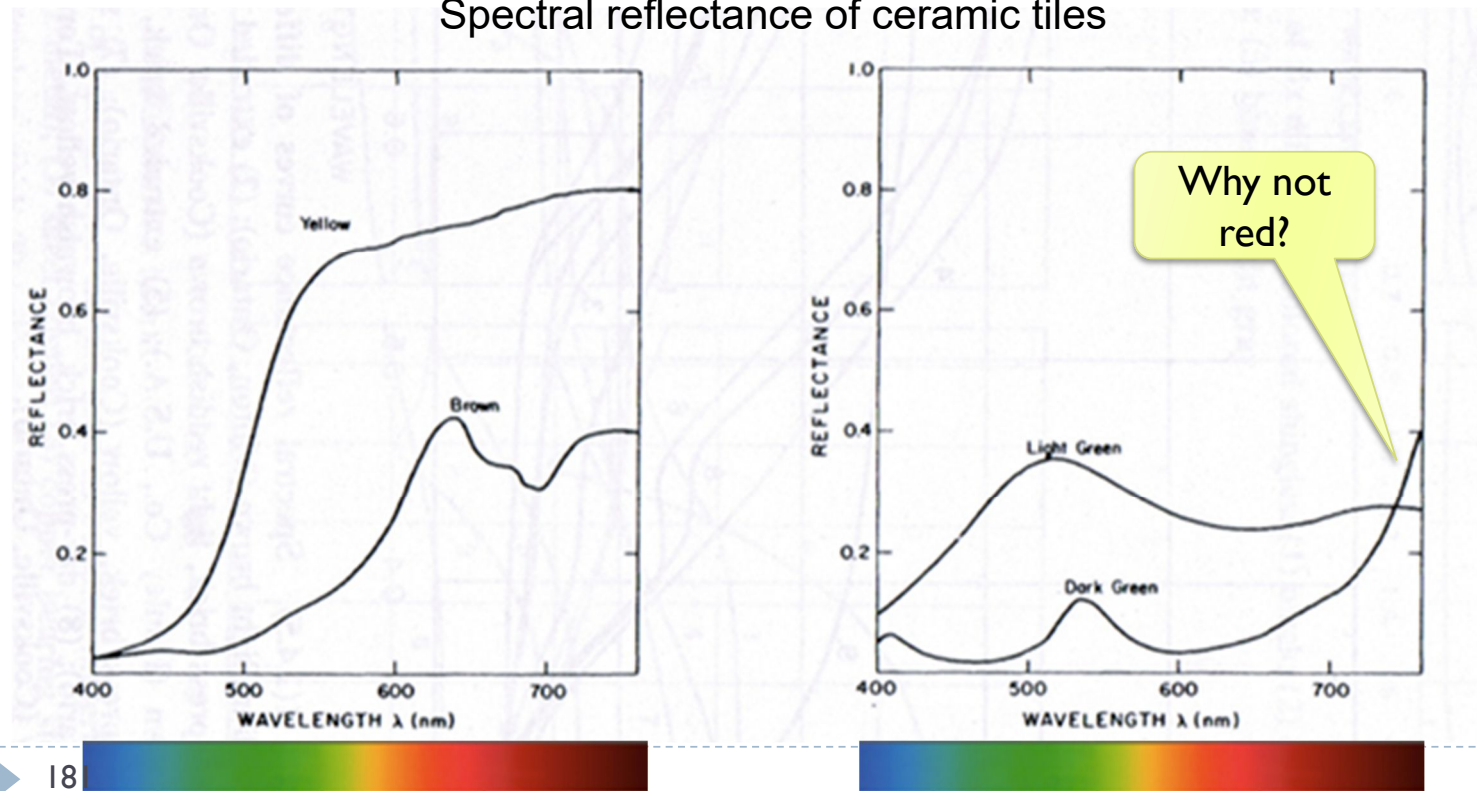 Spectral reflectance of ceramic tiles
1.0
0.8
0.6
0.4
0.2
REFLECTANCE
Yellow
Brown
400 500 600 700
WAVELENGTH λ (nm)
1.0
0.8
0.6
0.4
0.2
REFLECTANCE
Why not
red?
Light Green
Dark Green
400 500 600 700
WAVELENGTH λ (nm)
181